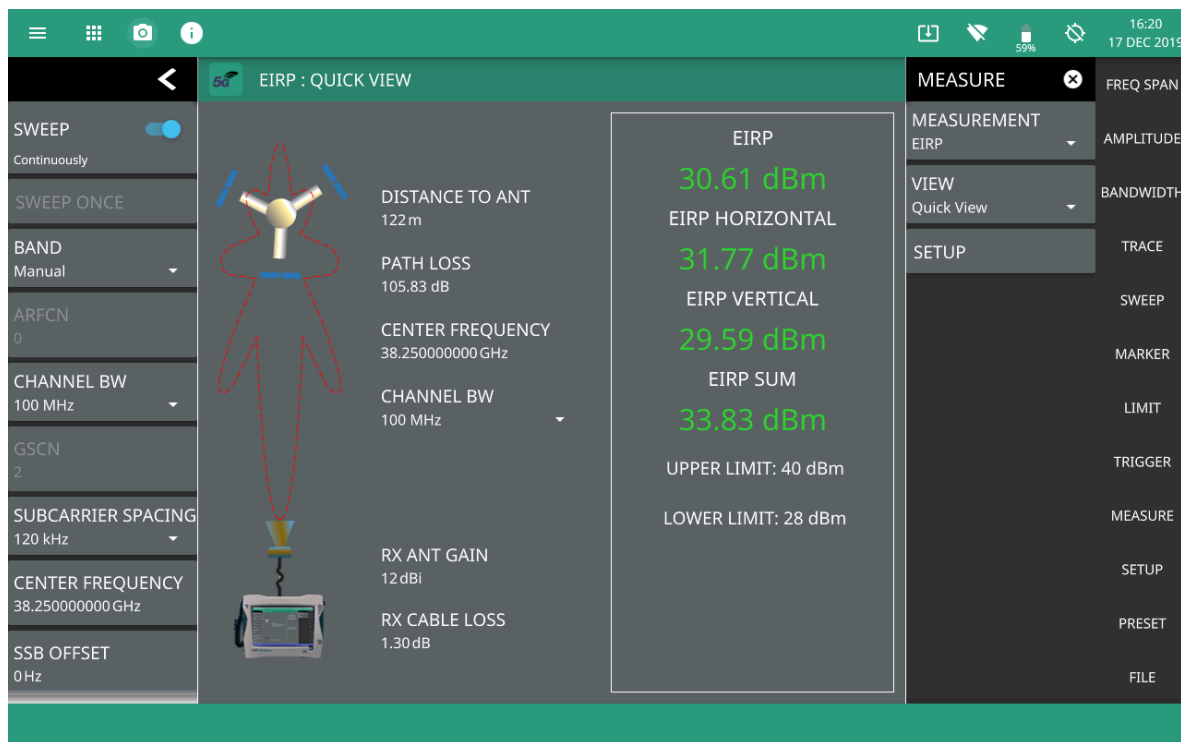 59%
16:20
17 DEC 2019
SWEEP
Continuously
SWEEP ONCE
BAND
Manual
ARFCN
0
CHANNEL BW
100 MHz
GSCN
2
SUBCARRIER SPACING
120 kHz
CENTER FREQUENCY
38.250000000 GHz
SSB OFFSET
0 Hz
5G
EIRP : QUICK VIEW
DISTANCE TO ANT
122 m
PATH LOSS
105.83 dB
CENTER FREQUENCY
38.250000000 GHz
CHANNEL BW
100 MHz
RX ANT GAIN
12 dBi
RX CABLE LOSS
1.30 dB
EIRP
30.61 dBm
EIRP HORIZONTAL
31.77 dBm
EIRP VERTICAL
29.59 dBm
EIRP SUM
33.83 dBm
UPPER LIMIT: 40 dBm
LOWER LIMIT: 28 dBm
MEASURE
MEASUREMENT
EIRP
VIEW
Quick View
SETUP
FREQ SPAN
AMPLITUDE
BANDWIDTH
TRACE
SWEEP
MARKER
LIMIT
TRIGGER
MEASURE
SETUP
PRESET
FILE